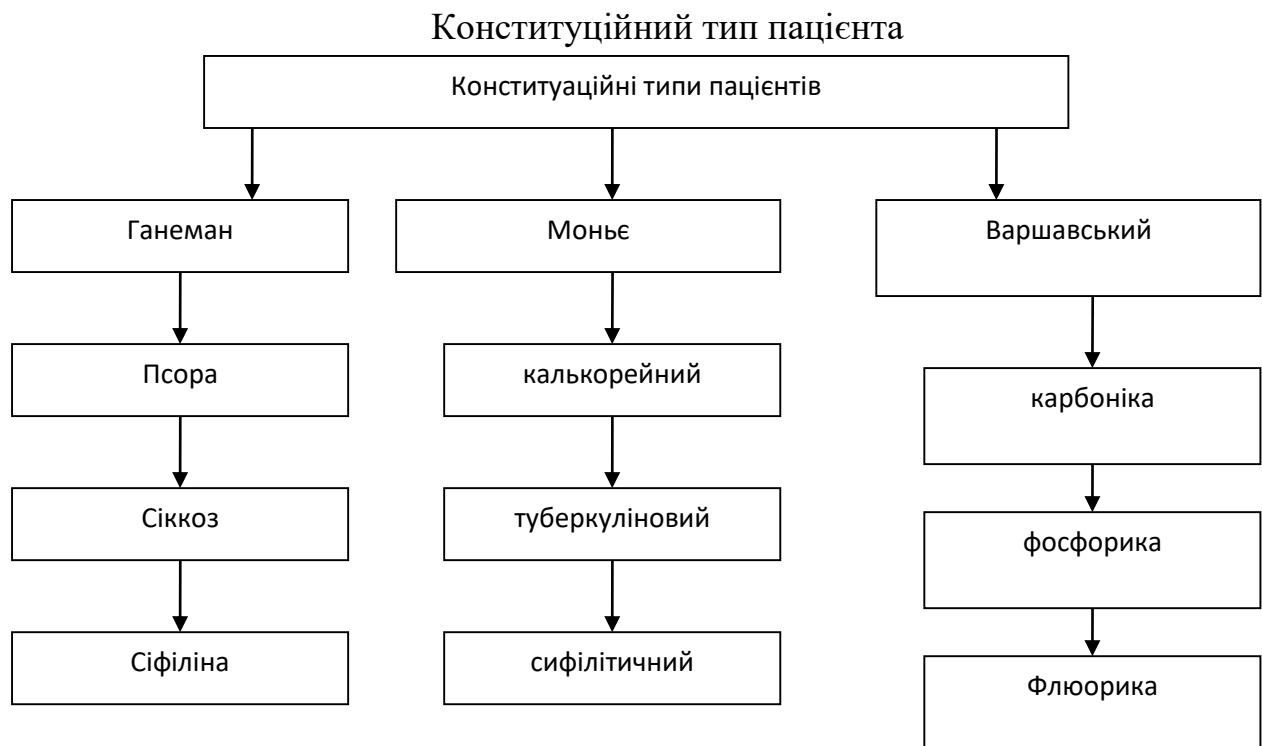 Конституційний тип пацієнта
Конституаційні типи пацієнтів
Ганеман
Моньє
Варшавський
Псора
калькорейний
карбоніка
Сіккоз
туберкуліновий
фосфорика
Сіфіліна
сифілітичний
Флюорика